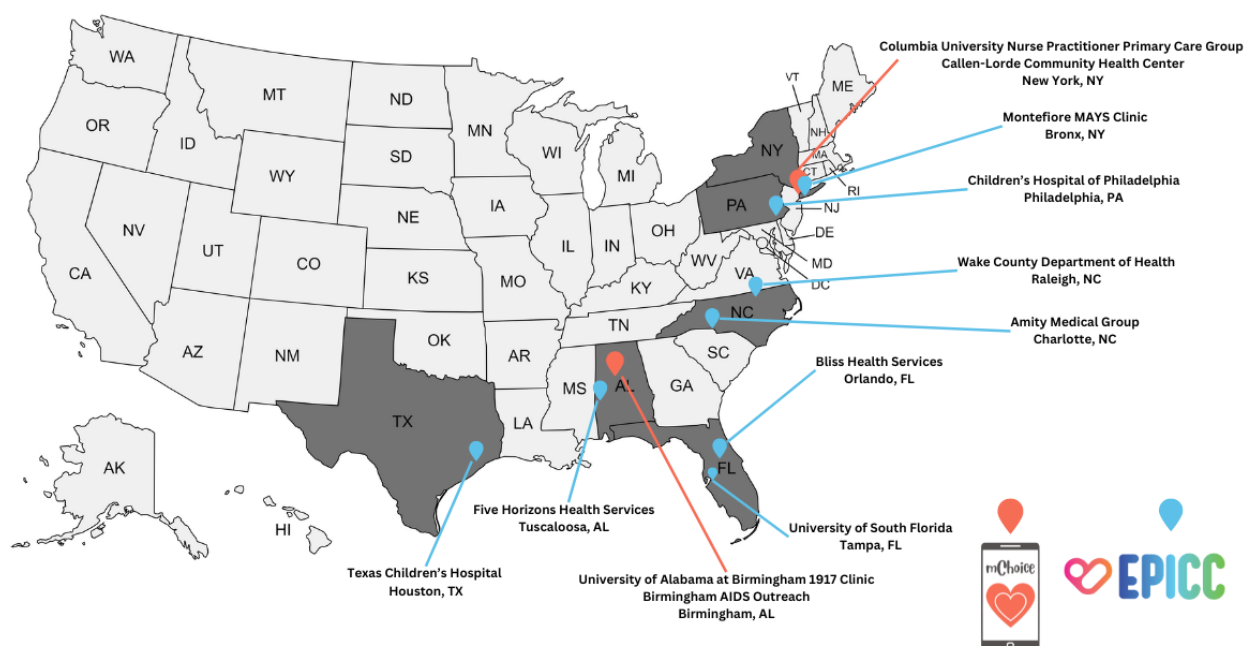 Columbia University Nurse Practitioner Primary Care Group
Callen-Lorde Community Health Center
New York, NY
Montefiore MAYS Clinic
Bronx, NY
Children's Hospital of Philadelphia
Philadelphia, PA
Wake County Department of Health
Raleigh, NC
Amity Medical Group
Charlotte, NC
Bliss Health Services
Orlando, FL
University of South Florida
Tampa, FL
University of Alabama at Birmingham 1917 Clinic
Birmingham AIDS Outreach
Birmingham, AL
Five Horizons Health Services
Tuscaloosa, AL
Texas Children's Hospital
Houston, TX
WA
OR
ID
MT
ND
SD
WY
NE
NV
UT
CO
KS
CA
AZ
NM
OK
TX
MN
IA
MO
AR
LA
WI
IL
MI
IN
OH
KY
TN
MS
AL
GA
SC
NC
VA
WV
FL
PA
NY
VT
NH
ME
MA
CT
RI
NJ
DE
MD
DC
AK
HI
mChoice
EPICC